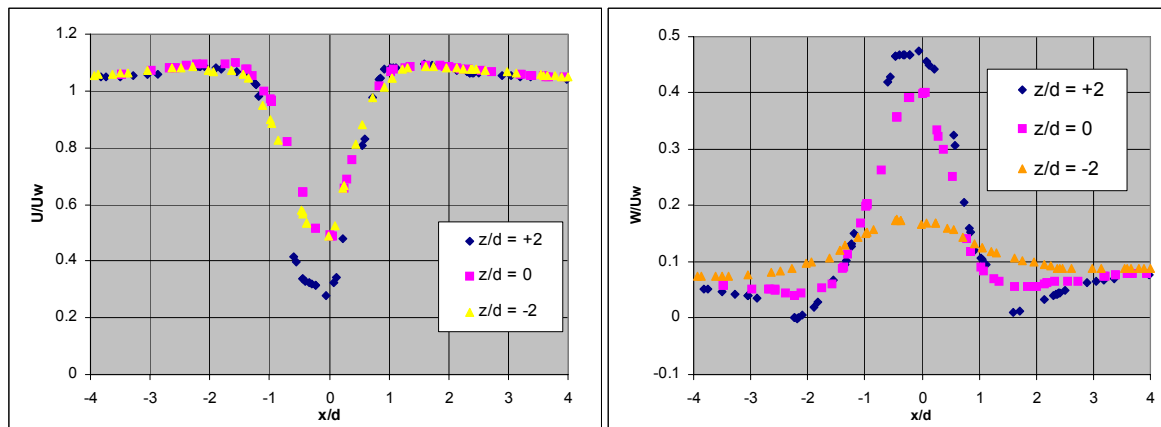 1.2
1
0.8
0.6
0.4
0.2
0
U/Uw
-4 -3 -2 -1 0 1 2 3 4
x/d
z/d = +2
z/d = 0
z/d = -2
0.5
0.4
0.3
0.2
0.1
0
-0.1
W/Uw
-4 -3 -2 -1 0 1 2 3 4
x/d
z/d = +2
z/d = 0
z/d = -2